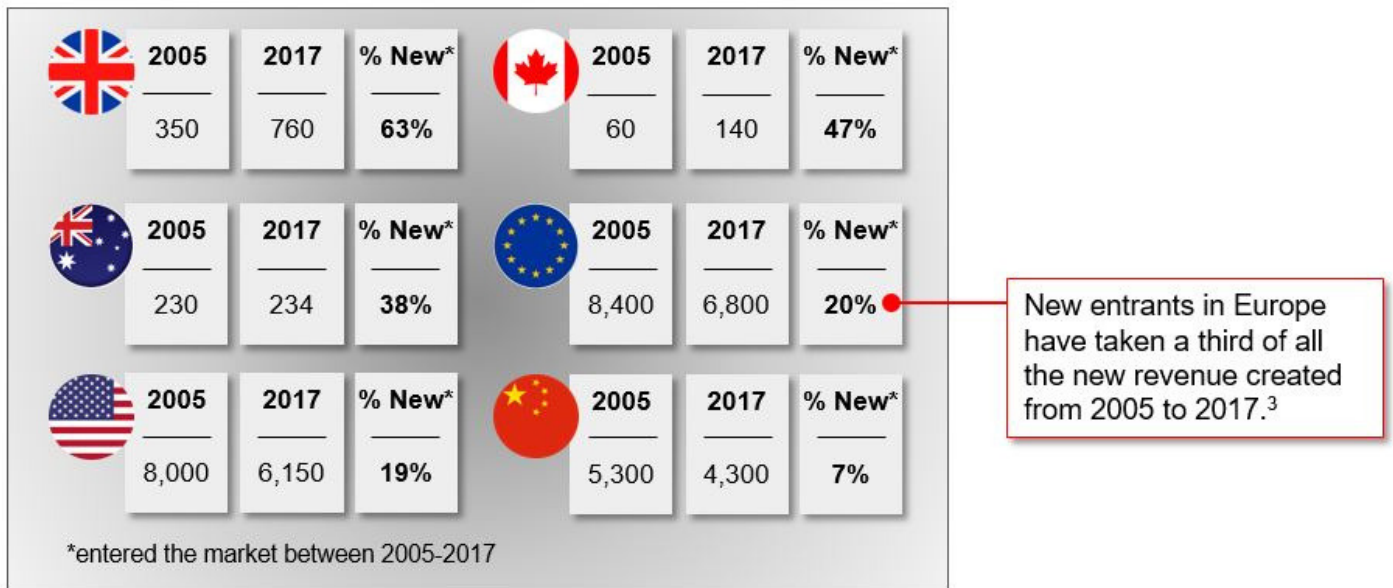 2005 2017 % New*
350 760 63%
2005 2017 % New*
60 140 47%
2005 2017 % New*
230 234 38%
2005 2017 % New*
8,400 6,800 20%
New entrants in Europe
have taken a third of all
the new revenue created
from 2005 to 2017.³
2005 2017 % New*
8,000 6,150 19%
2005 2017 % New*
5,300 4,300 7%
*entered the market between 2005-2017